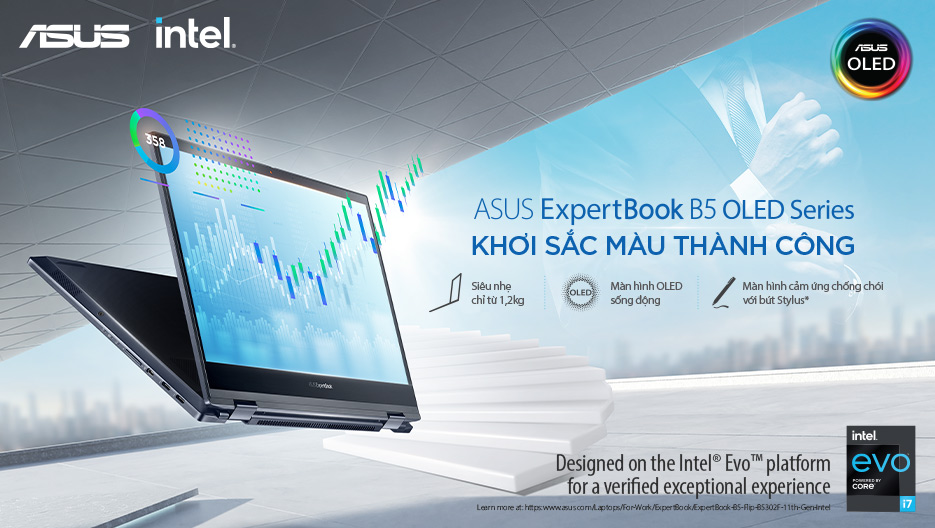 ASUS intel.
ASUS
OLED
358
ASUS ExpertBook B5 OLED Series
KHƠI SẮC MÀU THÀNH CÔNG
Siêu nhẹ
chỉ từ 1,2kg
OLED
Màn hình OLED
sống động
Màn hình cảm ứng chống chói
với bút Stylus*
ASUS ExpertBook
Designed on the Intel® Evo™ platform
for a verified exceptional experience
Learn more at: https:www.asus.com/Laptops/For-Work/ExpertBook/ExpertBook-B5-Flip-B5302F-11th-Gen-Intel
intel.
evo
POWERED BY
CORE
i7